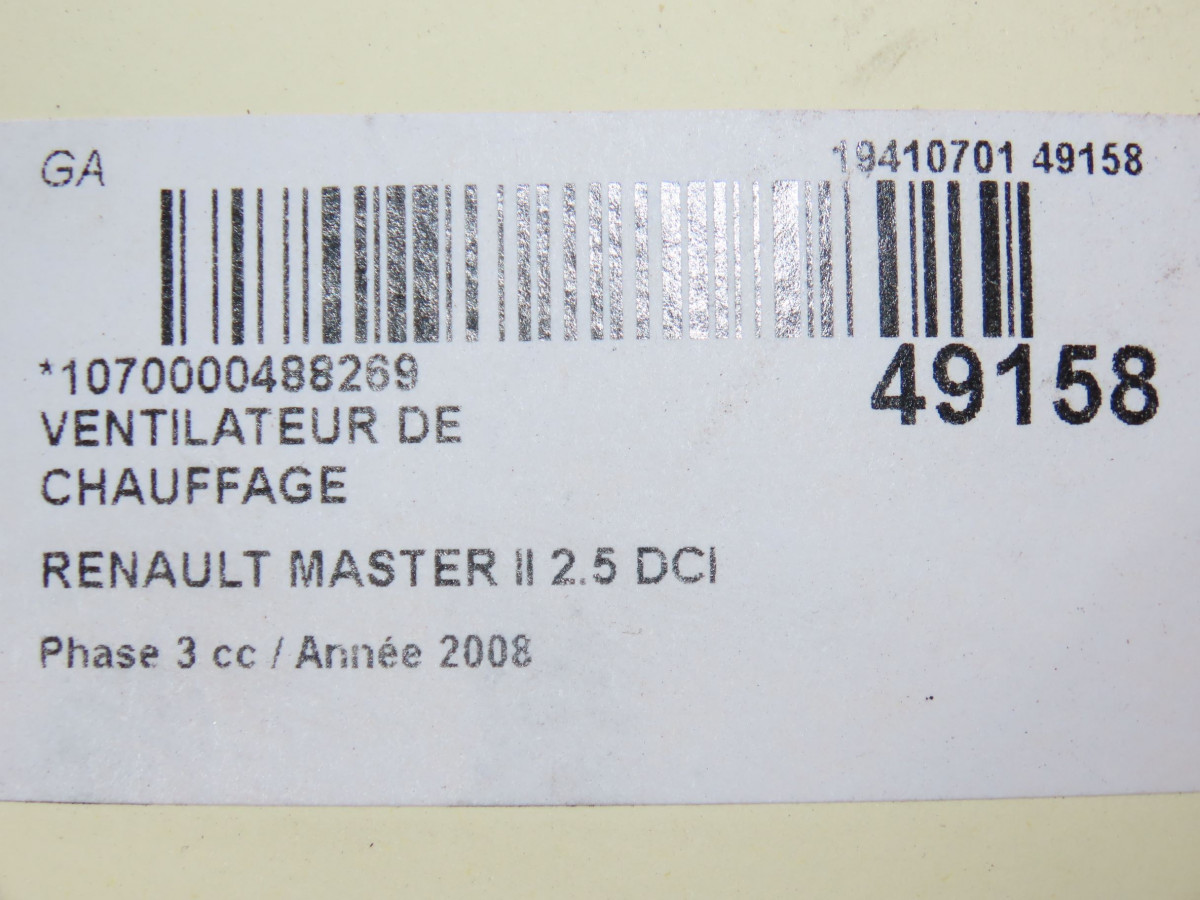 GA
19410701 49158
*1070000488269
49158
VENTILATEUR DE
CHAUFFAGE
RENAULT MASTER II 2.5 DCI
Phase 3 cc / Année 2008